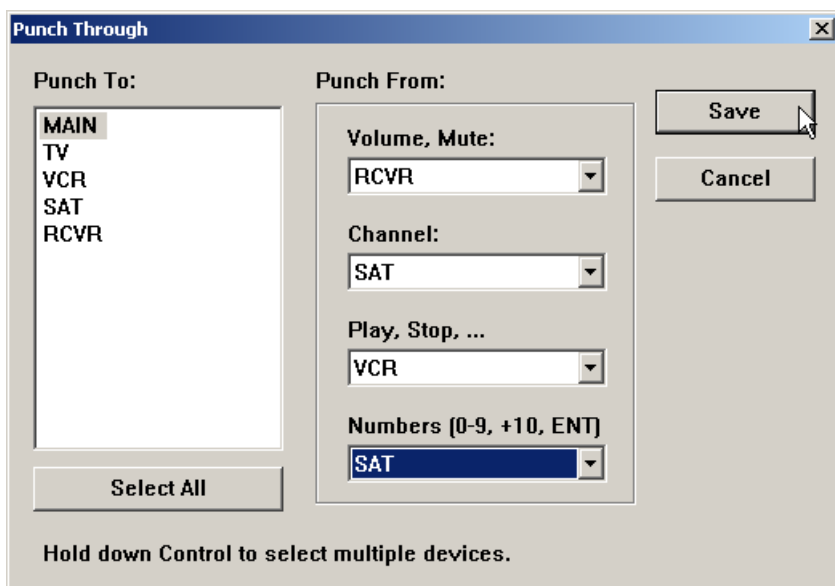 Punch Through
Punch To:
MAIN
TV
VCR
SAT
RCVR
Select All
Punch From:
Volume, Mute:
RCVR
Channel:
SAT
Play, Stop, ...
VCR
Numbers (0-9, +10, ENT)
SAT
Save
Cancel
Hold down Control to select multiple devices.